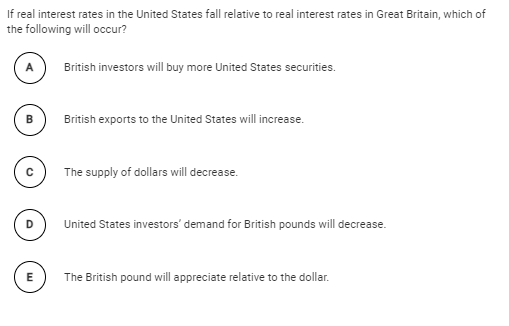 If real interest rates in the United States fall relative to real interest rates in Great Britain, which of
the following will occur?
A British investors will buy more United States securities.
B British exports to the United States will increase.
C The supply of dollars will decrease.
D United States investors' demand for British pounds will decrease.
E The British pound will appreciate relative to the dollar.